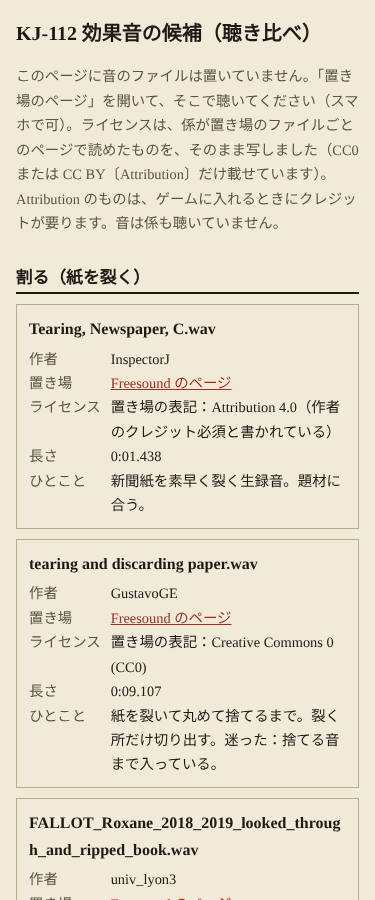 KJ-112 効果音の候補（聴き比べ）
このページに音のファイルは置いていません。「置き
場のページ」を開いて、そこで聴いてください（スマ
ホで可）。ライセンスは、係が置き場のファイルごと
のページで読めたものを、そのまま写しました（CC0
または CC BY〔Attribution〕だけ載せています）。
Attribution のものは、ゲームに入れるときにクレジッ
トが要ります。音は係も聴いていません。
割る（紙を裂く）
Tearing, Newspaper, C.wav
作者 InspectorJ
置き場 Freesound のページ
ライセンス 置き場の表記：Attribution 4.0（作者
のクレジット必須と書かれている）
長さ 0:01.438
ひとこと 新聞紙を素早く裂く生録音。題材に
合う。
tearing and discarding paper.wav
作者 GustavoGE
置き場 Freesound のページ
ライセンス 置き場の表記：Creative Commons 0
(CC0)
長さ 0:09.107
ひとこと 紙を裂いて丸めて捨てるまで。裂く
所だけ切り出す。迷った：捨てる音
まで入っている。
FALLOT_Roxane_2018_2019_looked_throug
h_and_ripped_book.wav
作者 univ_lyon3